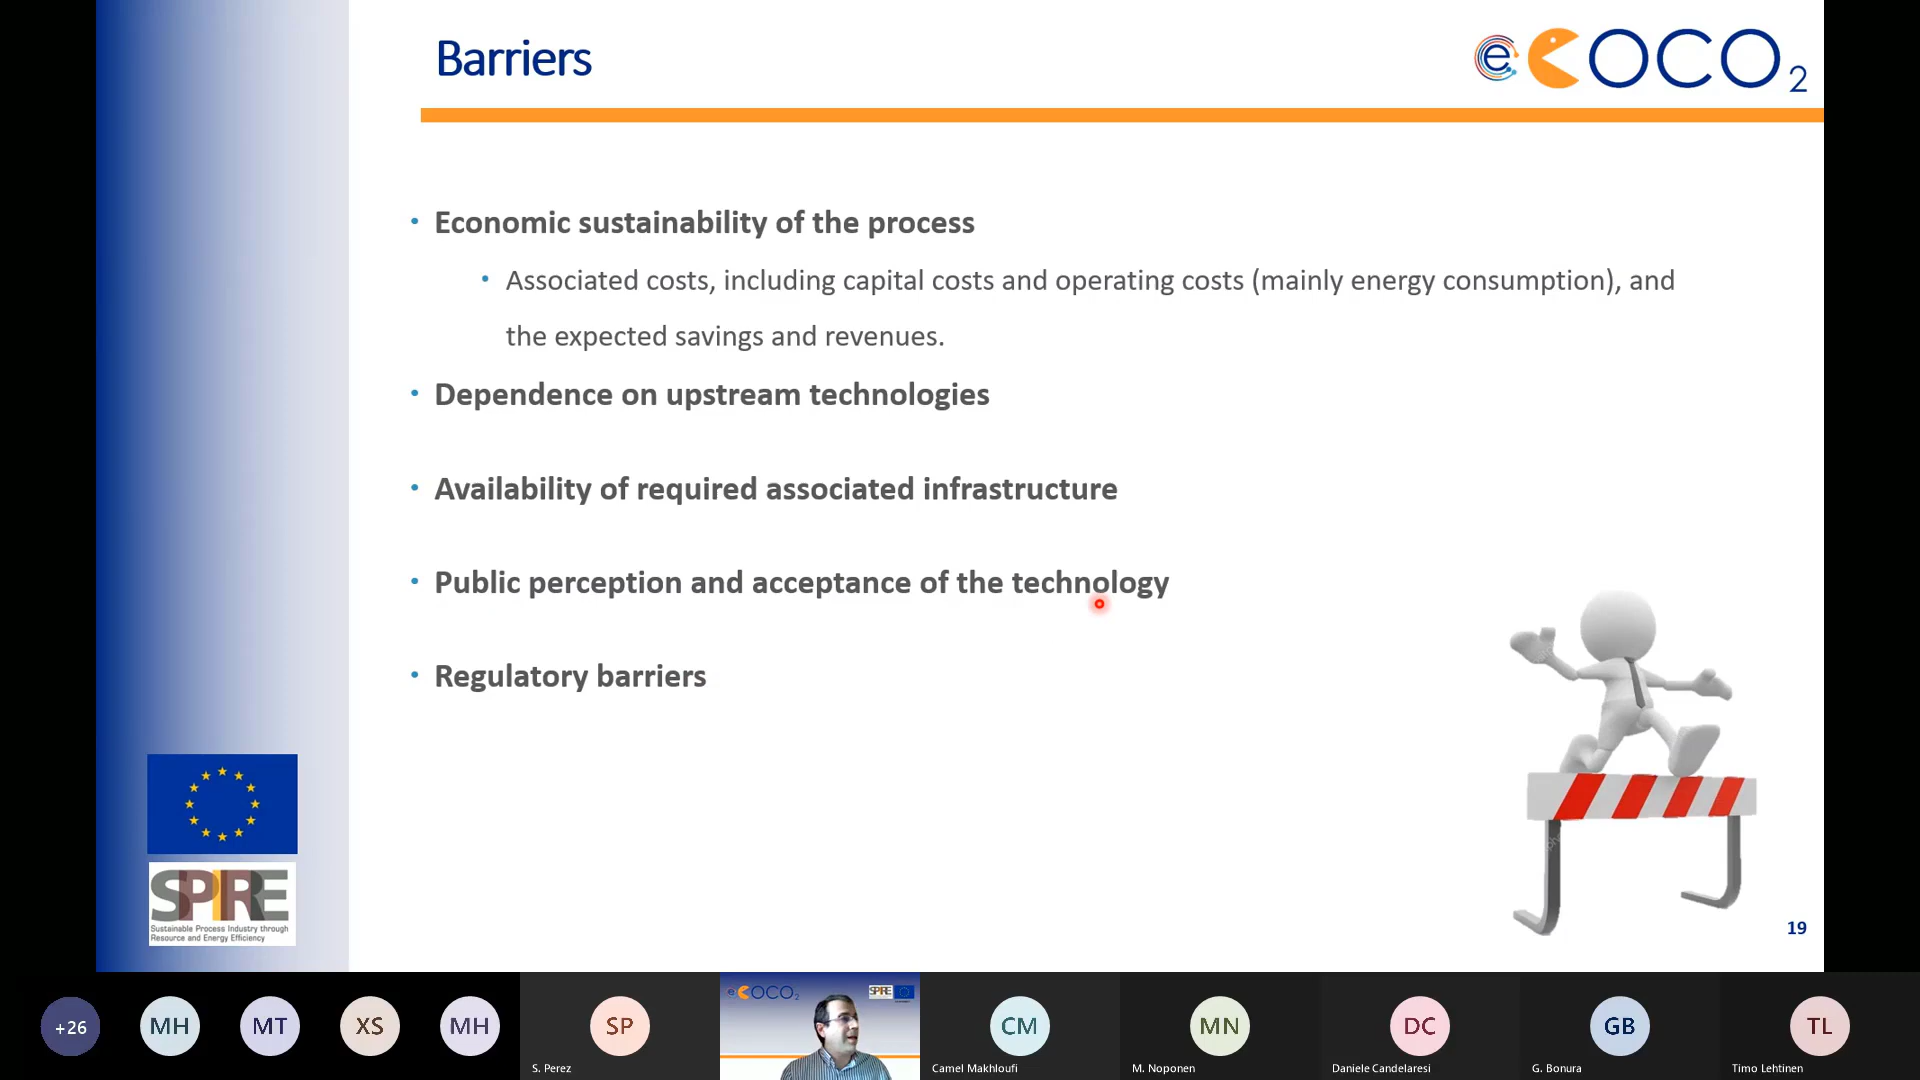 Barriers
eCOCO2
• Economic sustainability of the process
• Associated costs, including capital costs and operating costs (mainly energy consumption), and
the expected savings and revenues.
• Dependence on upstream technologies
• Availability of required associated infrastructure
• Public perception and acceptance of the technology
• Regulatory barriers
SPIRE
Sustainable Process Industry through
Resource and Energy Efficiency
19
+26
MH
MT
XS
MH
SP
S. Perez
eCOCO2
SPIRE
CM
Camel Makhloufi
MN
M. Noponen
DC
Daniele Candelaresi
GB
G. Bonura
TL
Timo Lehtinen